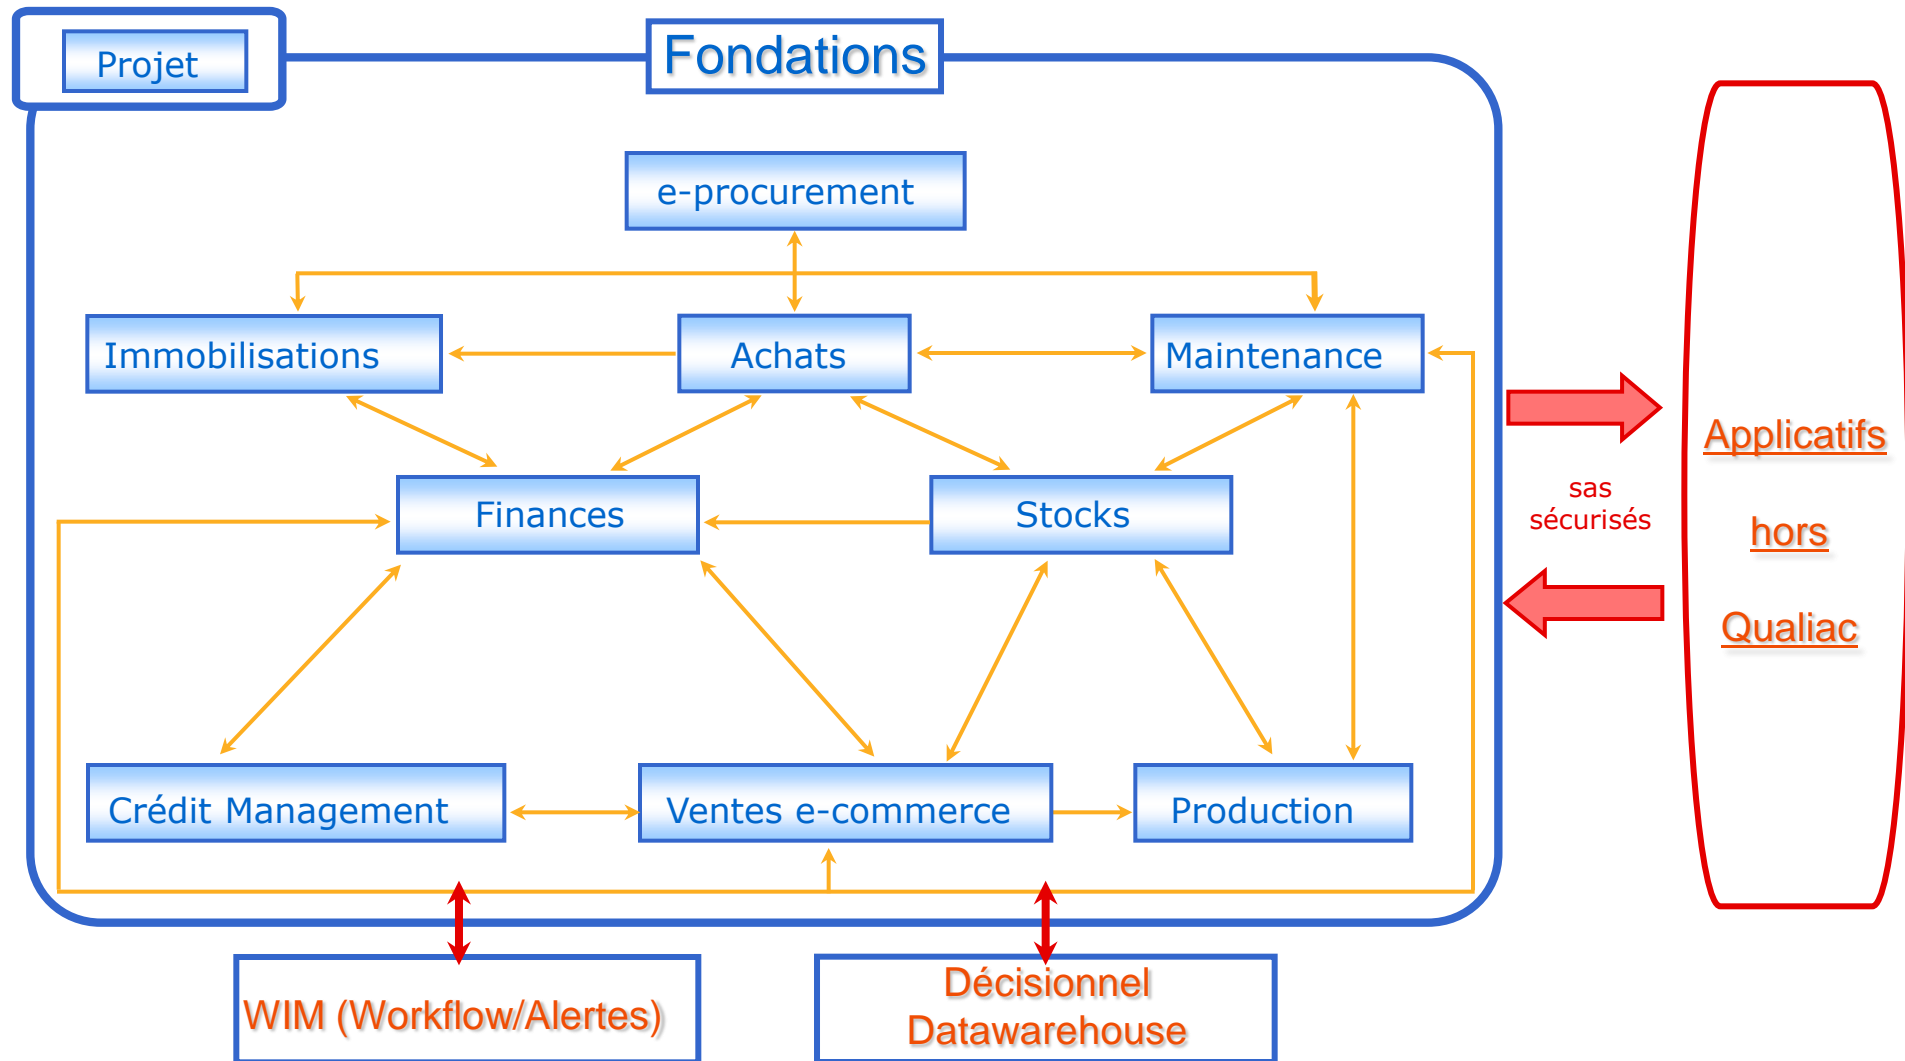 Projet
Fondations
e-procurement
Immobilisations
Achats
Maintenance
Finances
Stocks
Crédit Management
Ventes e-commerce
Production
sas
sécurisés
Applicatifs
hors
Qualiac
WIM (Workflow/Alertes)
Décisionnel
Datawarehouse